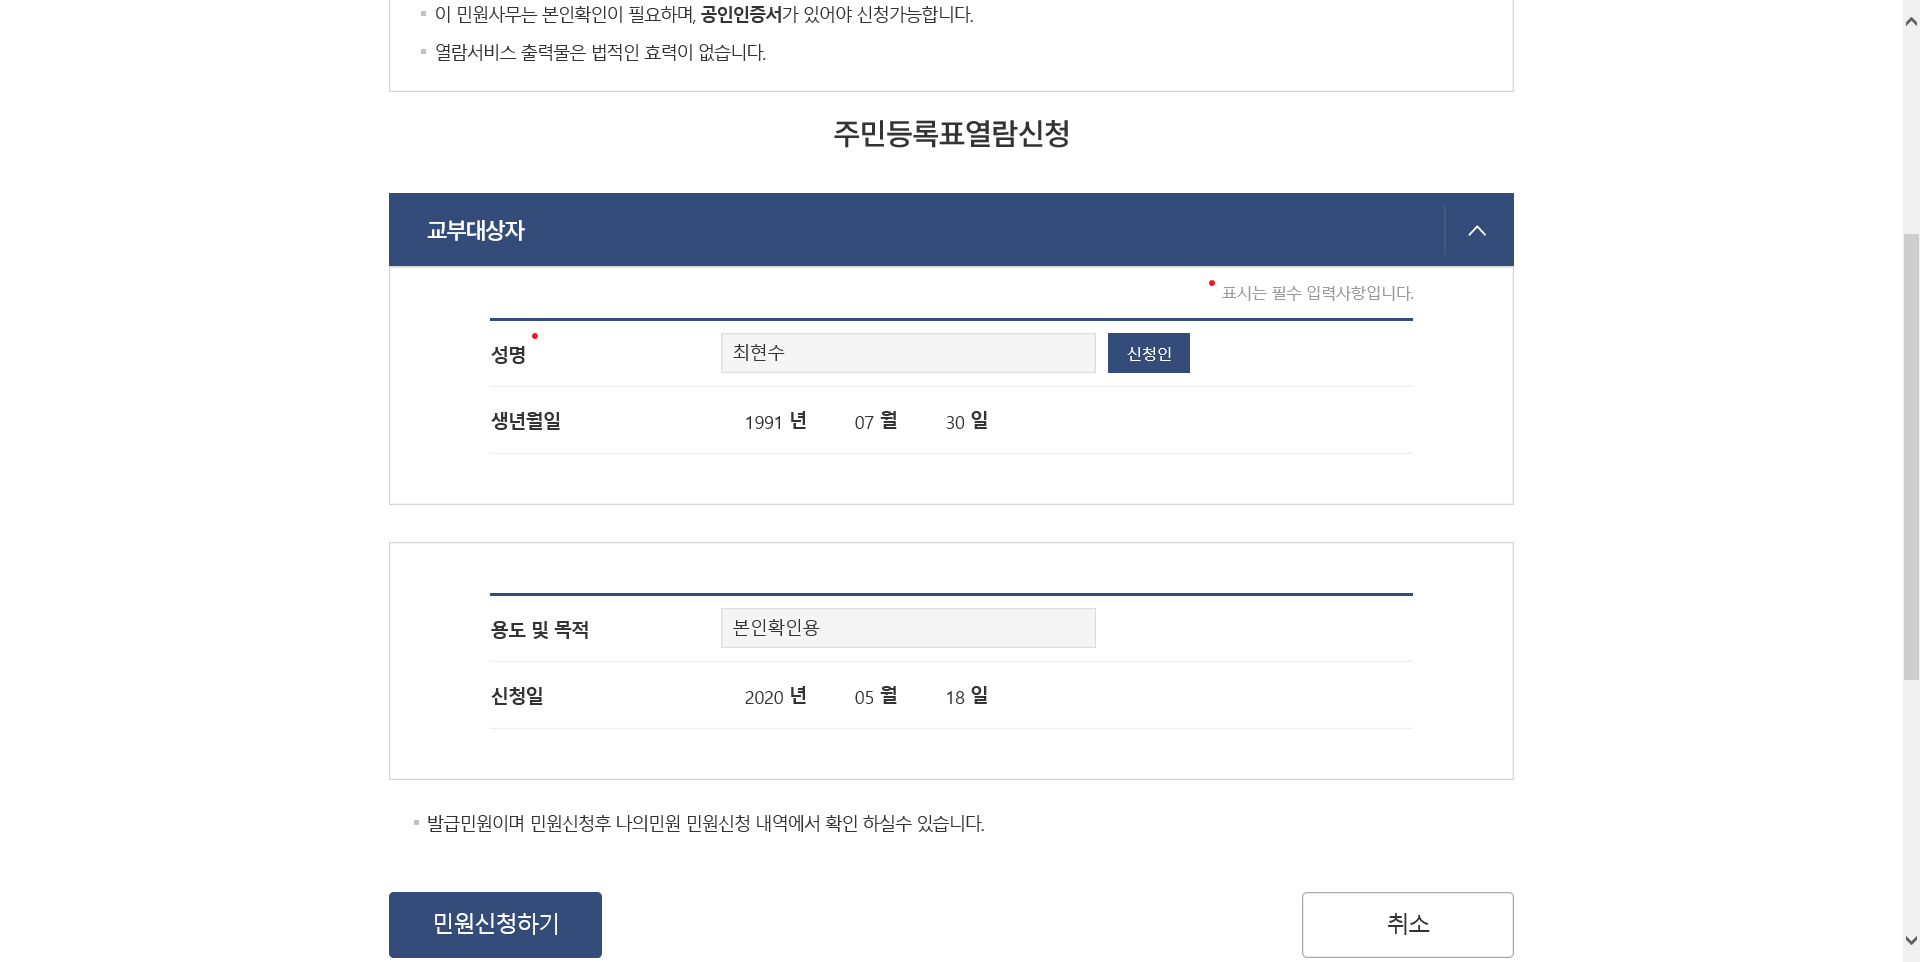 이 민원사무는 본인확인이 필요하며, 공인인증서가 있어야 신청가능합니다.
열람서비스 출력물은 법적인 효력이 없습니다.
주민등록표열람신청
교부대상자
표시는 필수 입력사항입니다.
성명 최현수 신청인
생년월일 1991 년 07 월 30 일
용도 및 목적 본인확인용
신청일 2020 년 05 월 18 일
발급민원이며 민원신청후 나의민원 민원신청 내역에서 확인 하실수 있습니다.
민원신청하기 취소